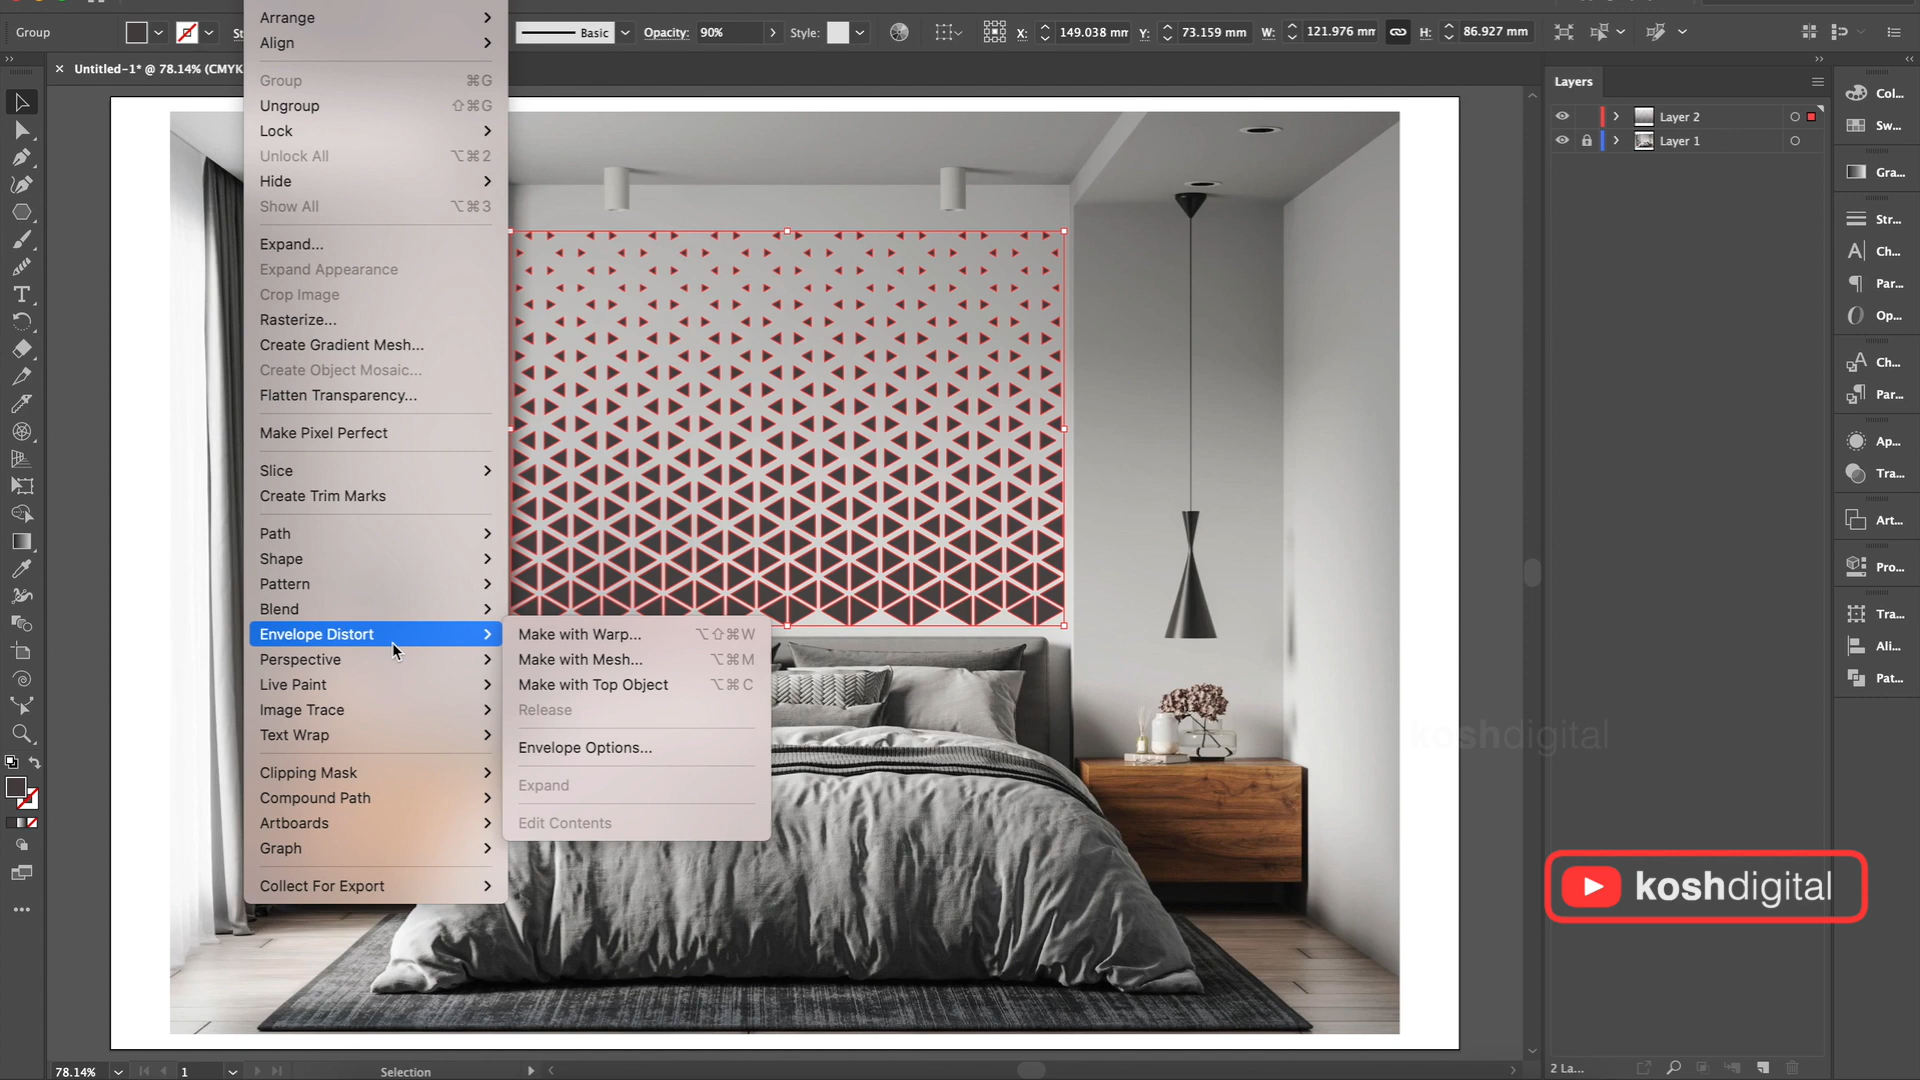 Group
St
Basic
Opacity:
90%
Style:
X:
149.038 mm
Y:
73.159 mm
W:
121.976 mm
H:
86.927 mm
Untitled-1* @ 78.14% (CMYK
Arrange
Align
Group ⌘G
Ungroup ⇧⌘G
Lock
Unlock All ⌥⌘2
Hide
Show All ⌥⌘3
Expand...
Expand Appearance
Crop Image
Rasterize...
Create Gradient Mesh...
Create Object Mosaic...
Flatten Transparency...
Make Pixel Perfect
Slice
Create Trim Marks
Path
Shape
Pattern
Blend
Envelope Distort
Perspective
Live Paint
Image Trace
Text Wrap
Clipping Mask
Compound Path
Artboards
Graph
Collect For Export
Make with Warp... ⌥⇧⌘W
Make with Mesh... ⌥⌘M
Make with Top Object ⌥⌘C
Release
Envelope Options...
Expand
Edit Contents
Layers
Layer 2
Layer 1
Col...
Sw...
Gra...
Str...
Ch...
Par...
Op...
Ch...
Par...
Ap...
Tra...
Art...
Pro...
Tra...
Ali...
Pat...
koshdigital
koshdigital
78.14%
1
Selection
2 La...